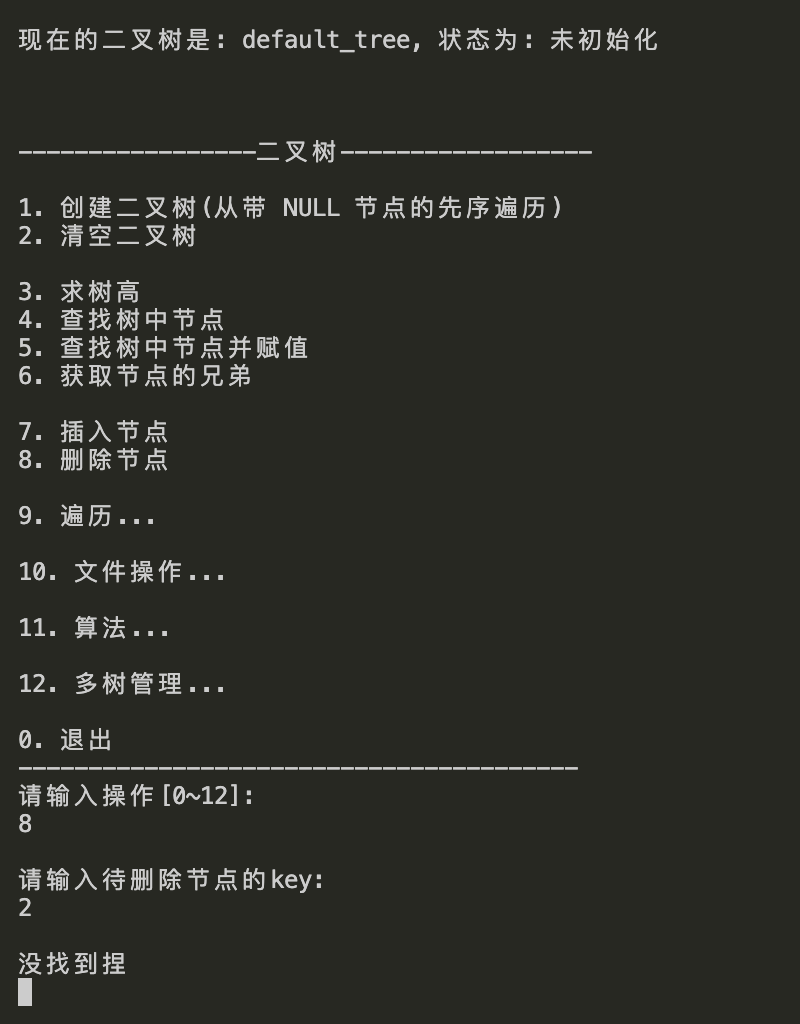 现在的二叉树是: default_tree, 状态为: 未初始化
-----------------二叉树------------------
1. 创建二叉树(从带 NULL 节点的先序遍历)
2. 清空二叉树
3. 求树高
4. 查找树中节点
5. 查找树中节点并赋值
6. 获取节点的兄弟
7. 插入节点
8. 删除节点
9. 遍历...
10. 文件操作...
11. 算法...
12. 多树管理...
0. 退出
----------------------------------------
请输入操作[0~12]:
8
请输入待删除节点的key:
2
没找到捏